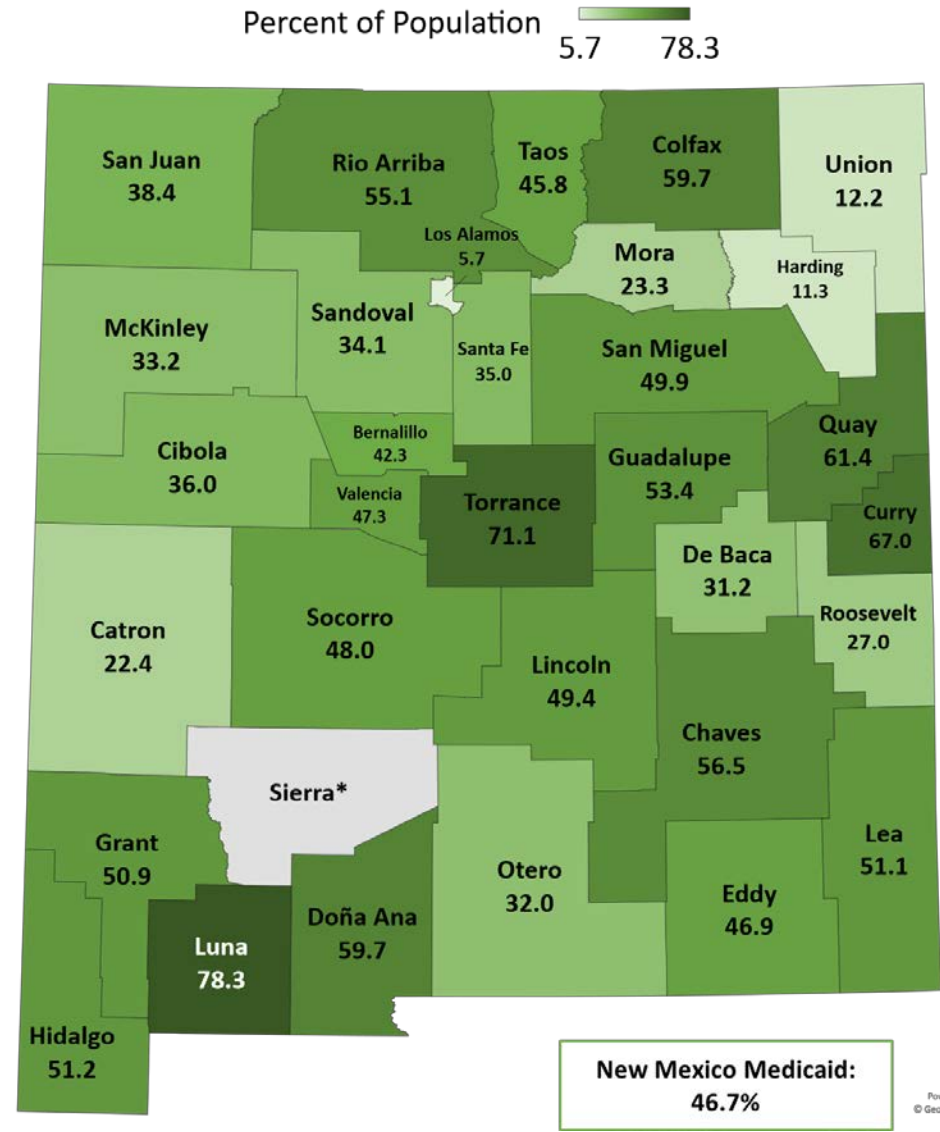 Percent of Population
5.7 78.3
San Juan
38.4
Rio Arriba
55.1
Taos
45.8
Colfax
59.7
Union
12.2
Los Alamos
5.7
Mora
23.3
Harding
11.3
McKinley
33.2
Sandoval
34.1
Santa Fe
35.0
San Miguel
49.9
Cibola
36.0
Bernalillo
42.3
Valencia
47.3
Torrance
71.1
Guadalupe
53.4
Quay
61.4
Curry
67.0
De Baca
31.2
Roosevelt
27.0
Catron
22.4
Socorro
48.0
Lincoln
49.4
Chaves
56.5
Sierra*
Grant
50.9
Luna
78.3
Doña Ana
59.7
Otero
32.0
Eddy
46.9
Lea
51.1
Hidalgo
51.2
New Mexico Medicaid:
46.7%
©